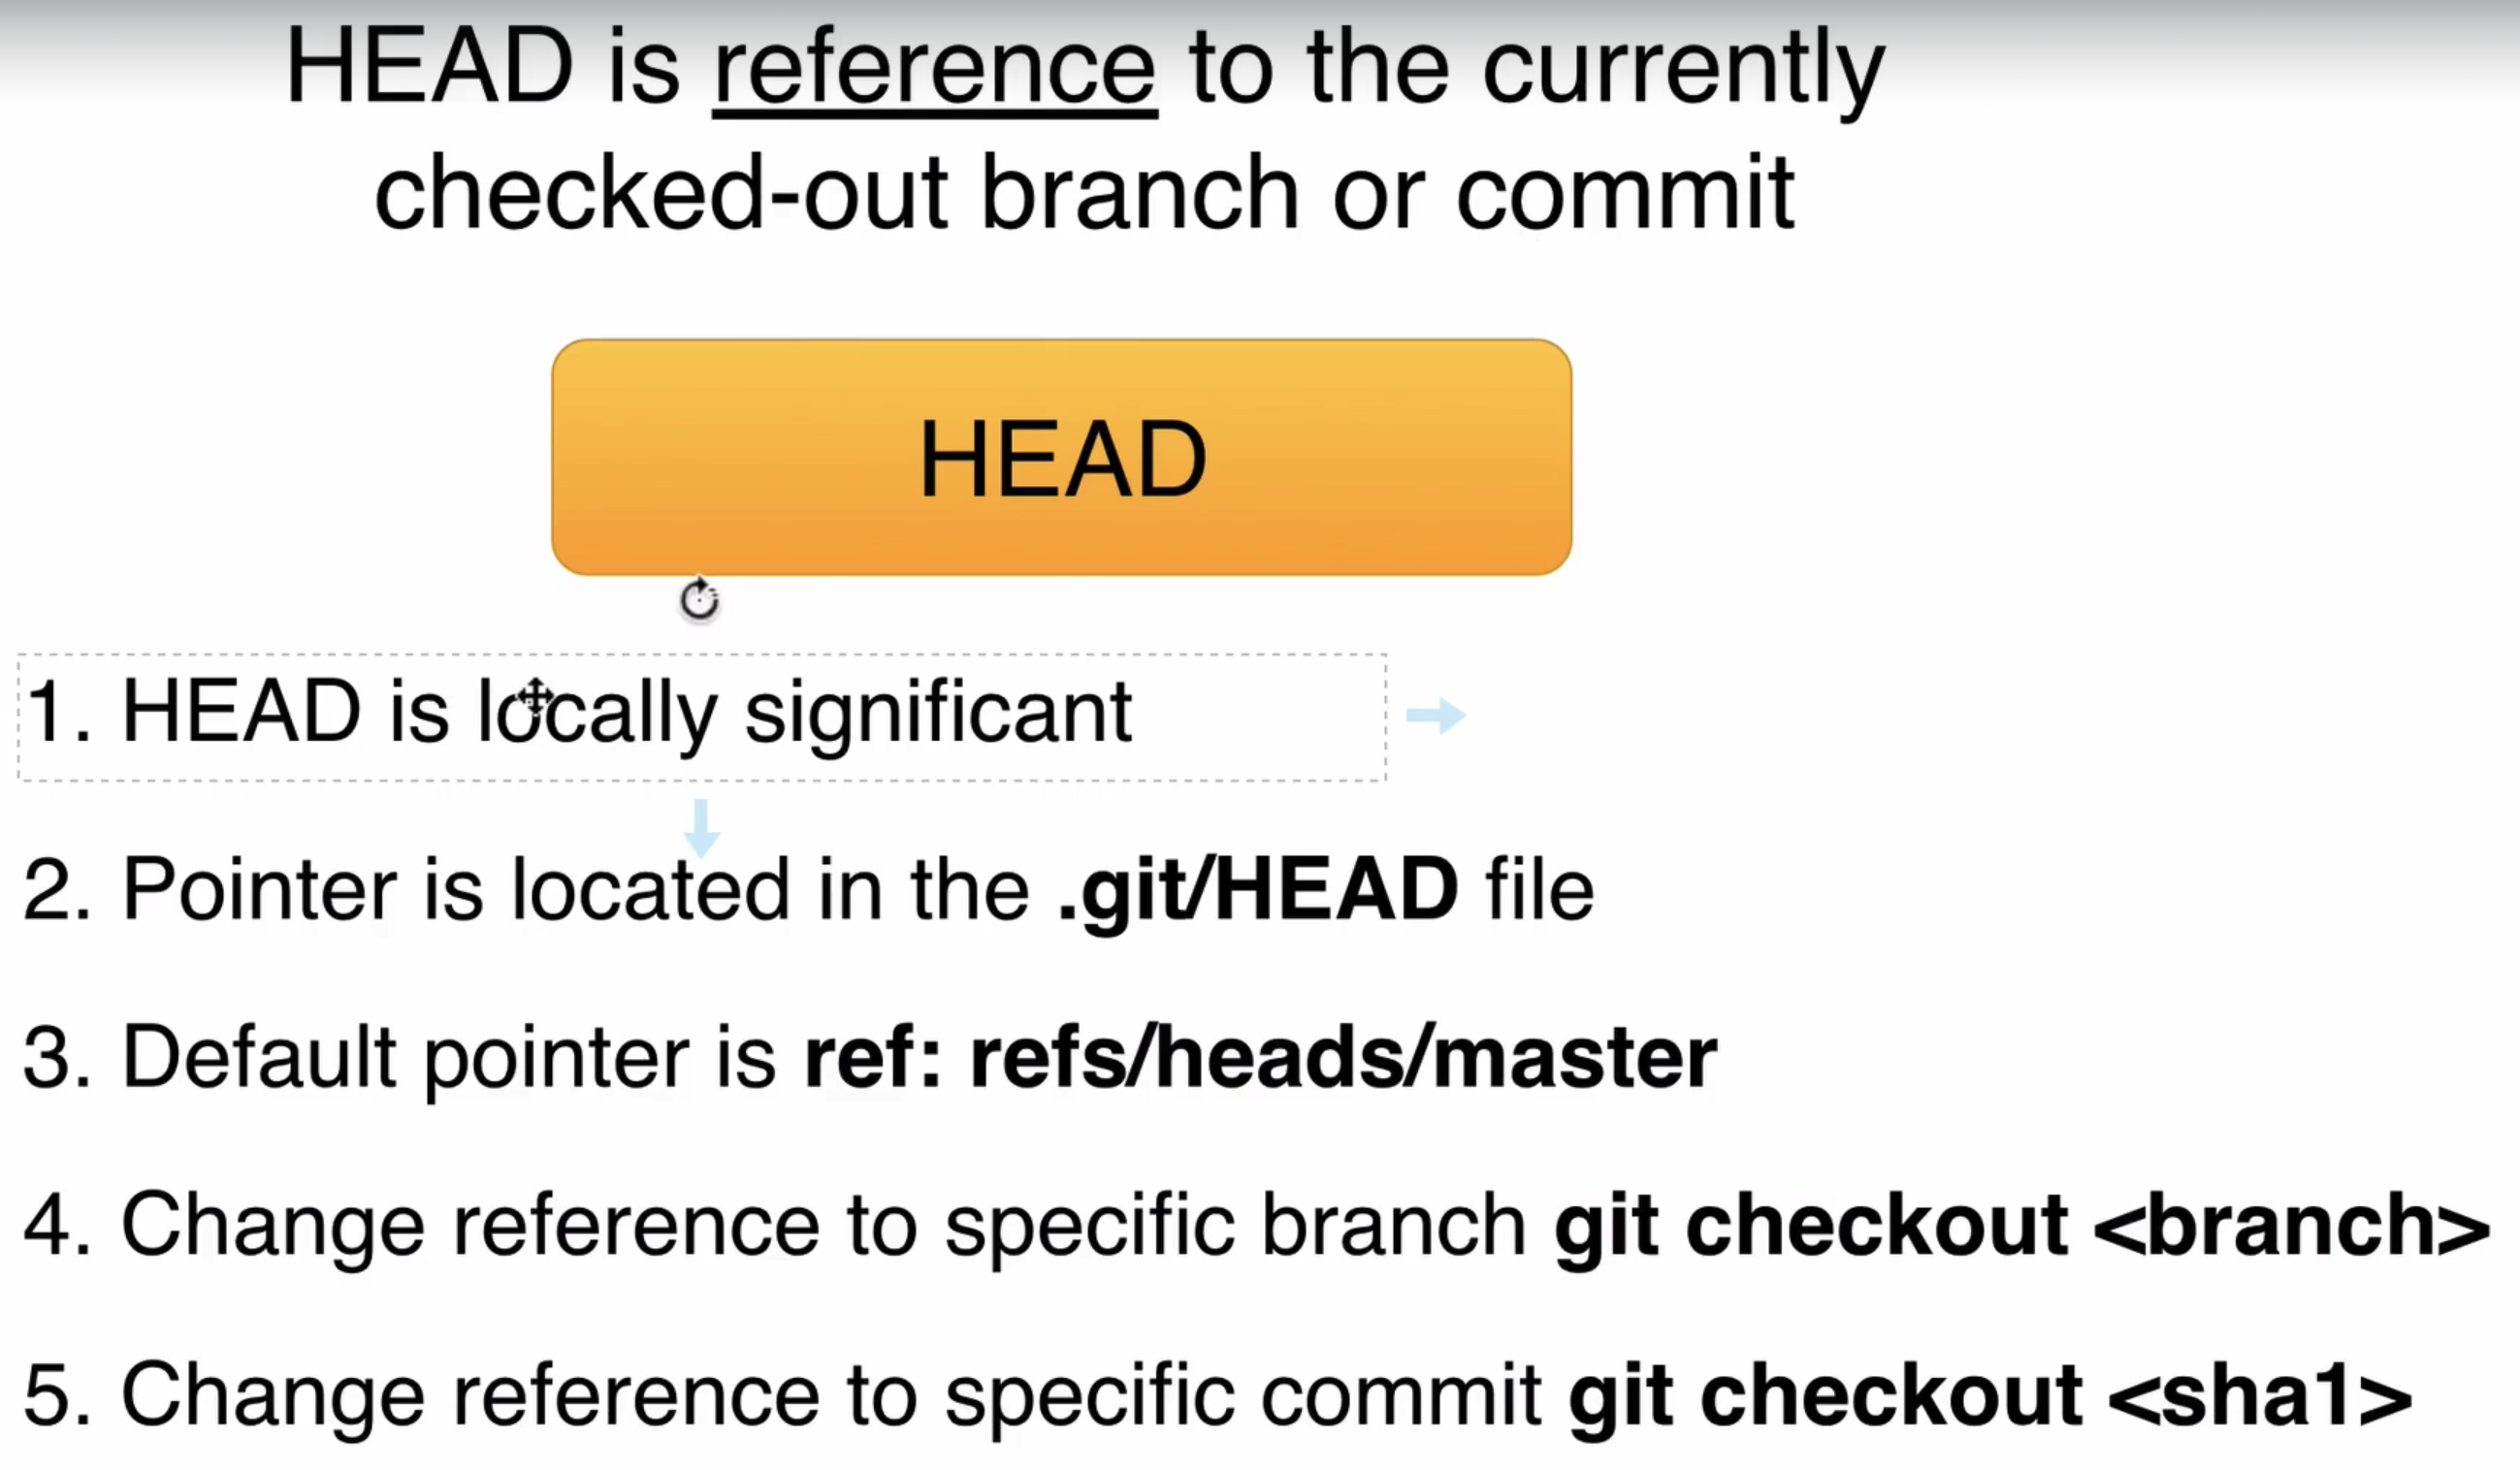 HEAD is reference to the currently
checked-out branch or commit
HEAD
1. HEAD is locally significant
2. Pointer is located in the .git/HEAD file
3. Default pointer is ref: refs/heads/master
4. Change reference to specific branch git checkout <branch>
5. Change reference to specific commit git checkout <sha1>